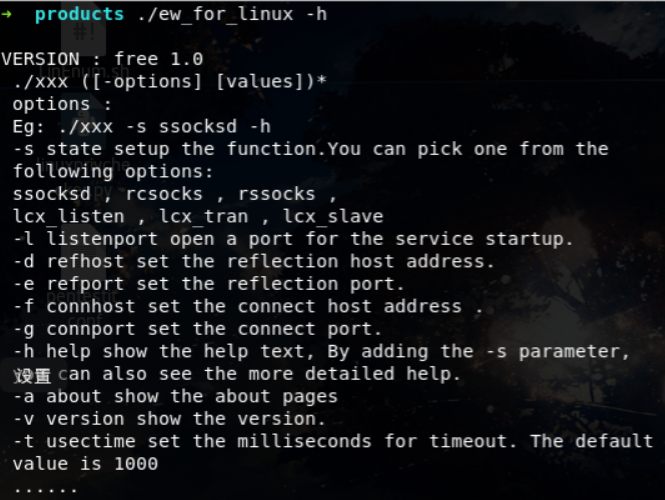 → products ./ew_for_linux -h
VERSION : free 1.0
./xxx ([-options] [values])*
options :
Eg: ./xxx -s ssocksd -h
-s state setup the function.You can pick one from the
following options:
ssocksd , rcsocks , rssocks ,
lcx_listen , lcx_tran , lcx_slave
-l listenport open a port for the service startup.
-d refhost set the reflection host address.
-e refport set the reflection port.
-f connhost set the connect host address .
-g connport set the connect port.
-h help show the help text, By adding the -s parameter,
设置 can also see the more detailed help.
-a about show the about pages
-v version show the version.
-t usectime set the milliseconds for timeout. The default
value is 1000
......